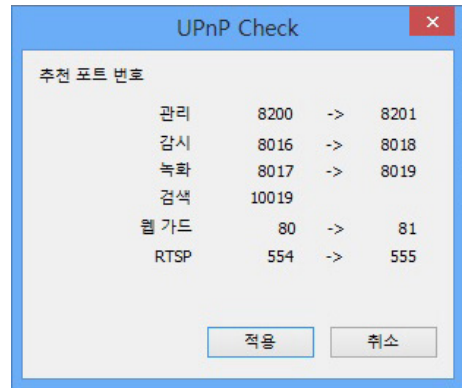 UPnP Check
추천 포트 번호
관리 8200 -> 8201
감시 8016 -> 8018
녹화 8017 -> 8019
검색 10019
웹 가드 80 -> 81
RTSP 554 -> 555
적용 취소